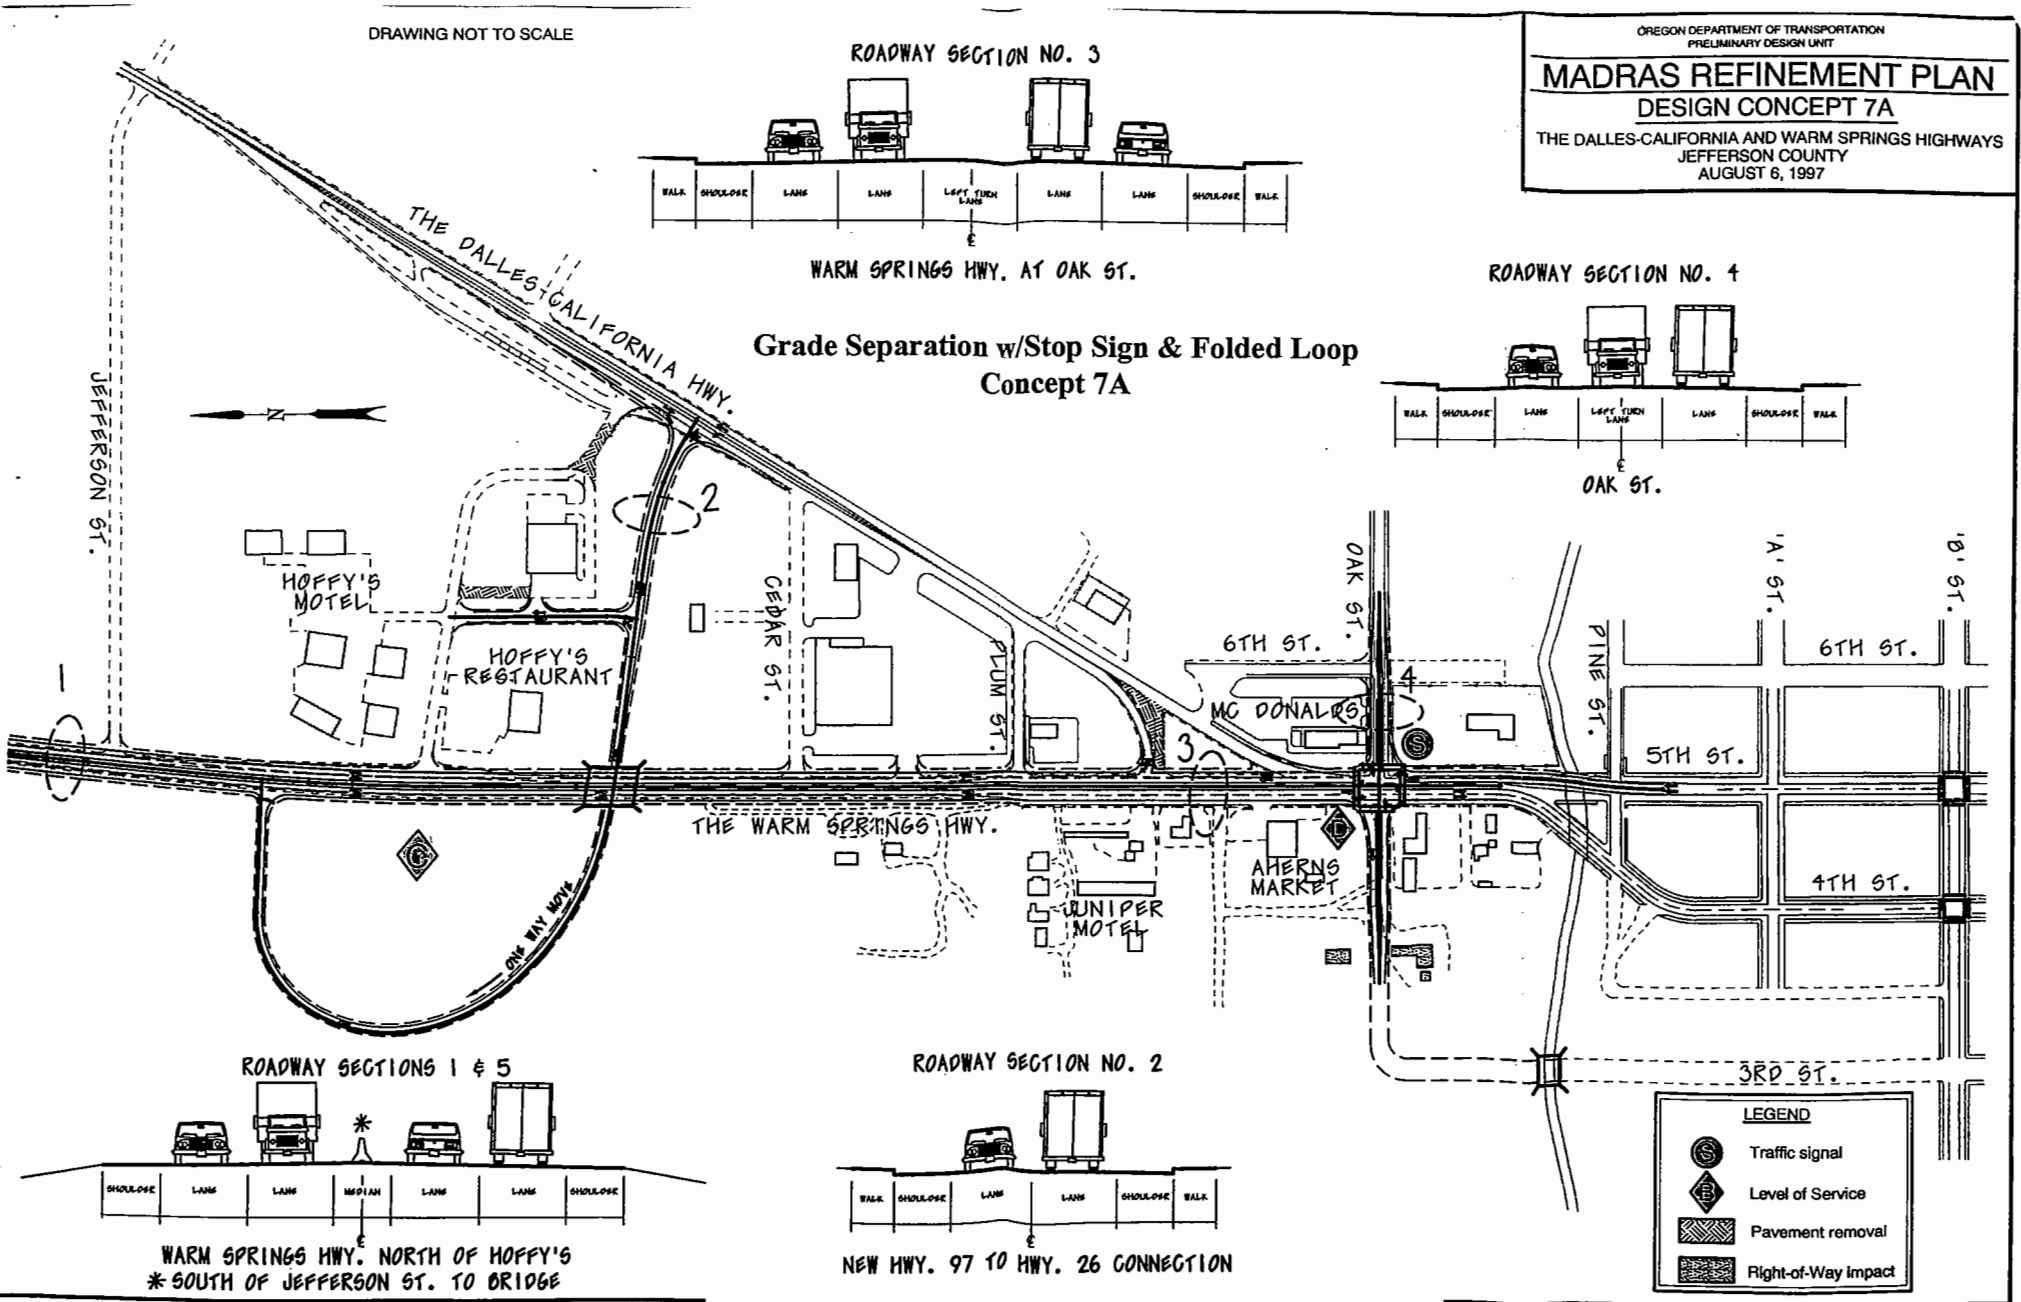 DRAWING NOT TO SCALE
OREGON DEPARTMENT OF TRANSPORTATION
PRELIMINARY DESIGN UNIT
MADRAS REFINEMENT PLAN
DESIGN CONCEPT 7A
THE DALLES-CALIFORNIA AND WARM SPRINGS HIGHWAYS
JEFFERSON COUNTY
AUGUST 6, 1997
ROADWAY SECTION NO. 3
WALK SHOULDER LANE LANE LEFT TURN LANE LANE LANE SHOULDER WALK
WARM SPRINGS HWY. AT OAK ST.
ROADWAY SECTION NO. 4
WALK SHOULDER LANE LEFT TURN LANE LANE SHOULDER WALK
OAK ST.
Grade Separation w/Stop Sign & Folded Loop
Concept 7A
THE DALLES-CALIFORNIA HWY.
JEFFERSON ST.
N
2
HOFFY'S
MOTEL
HOFFY'S
RESTAURANT
1
CEDAR ST.
PLUM ST.
OAK ST.
6TH ST.
MC DONALDS
4
S
3
PINE ST.
'A' ST.
'B' ST.
6TH ST.
5TH ST.
4TH ST.
3RD ST.
THE WARM SPRINGS HWY.
JUNIPER
MOTEL
AHERNS
MARKET
ONE WAY MOVE
ROADWAY SECTIONS 1 & 5
*
SHOULDER LANE LANE MEDIAN LANE LANE SHOULDER
WARM SPRINGS HWY. NORTH OF HOFFY'S
* SOUTH OF JEFFERSON ST. TO BRIDGE
ROADWAY SECTION NO. 2
WALK SHOULDER LANE LANE SHOULDER WALK
NEW HWY. 97 TO HWY. 26 CONNECTION
LEGEND
S Traffic signal
B Level of Service
Pavement removal
Right-of-Way impact